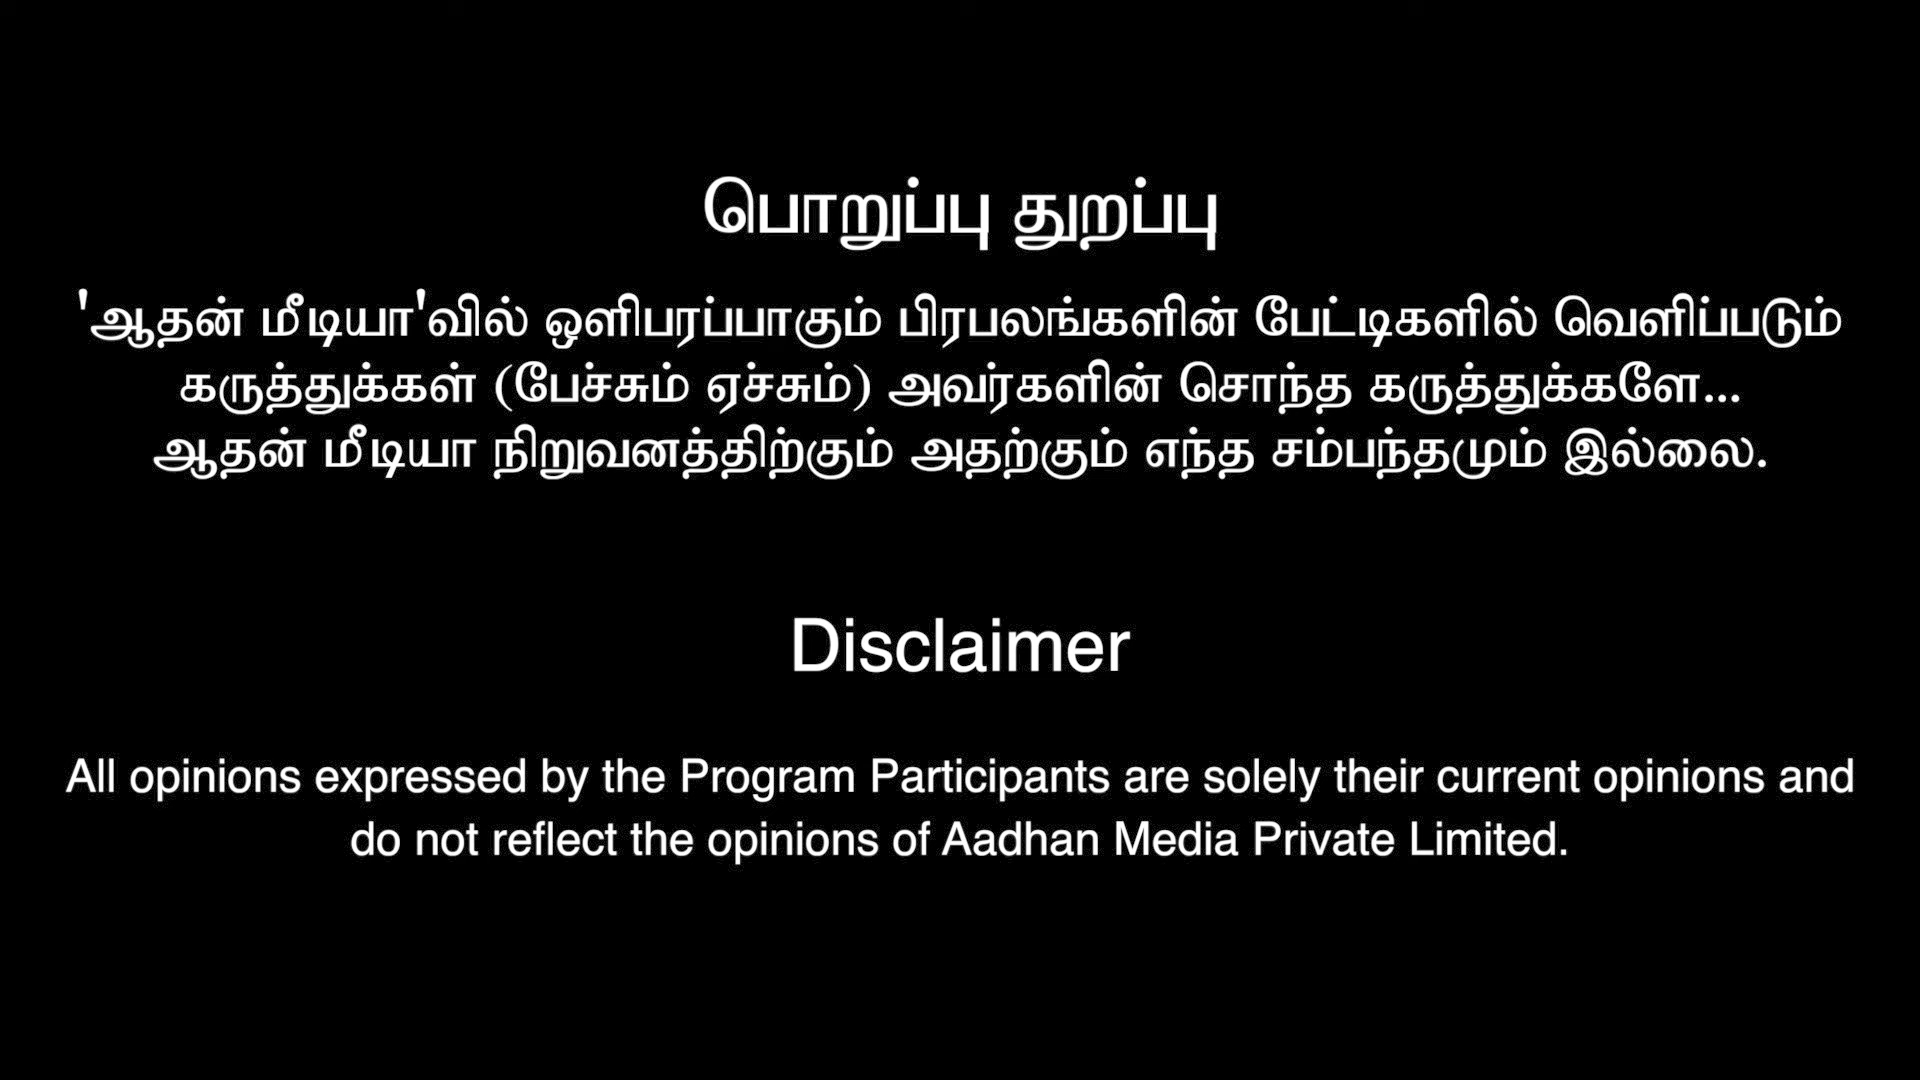 பொறுப்பு துறப்பு
'ஆதன் மீடியா'வில் ஒளிபரப்பாகும் பிரபலங்களின் பேட்டிகளில் வெளிப்படும்
கருத்துக்கள் (பேச்சும் ஏச்சும்) அவர்களின் சொந்த கருத்துக்களே...
ஆதன் மீடியா நிறுவனத்திற்கும் அதற்கும் எந்த சம்பந்தமும் இல்லை.
Disclaimer
All opinions expressed by the Program Participants are solely their current opinions and
do not reflect the opinions of Aadhan Media Private Limited.